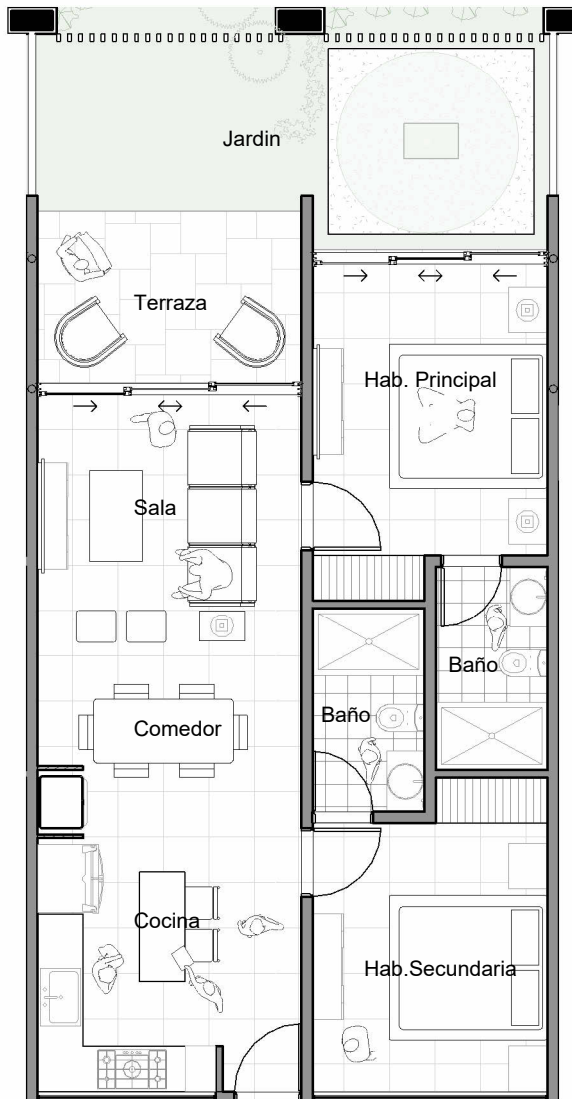 Jardin
Terraza
Hab. Principal
Sala
Baño
Baño
Comedor
Cocina
Hab.Secundaria